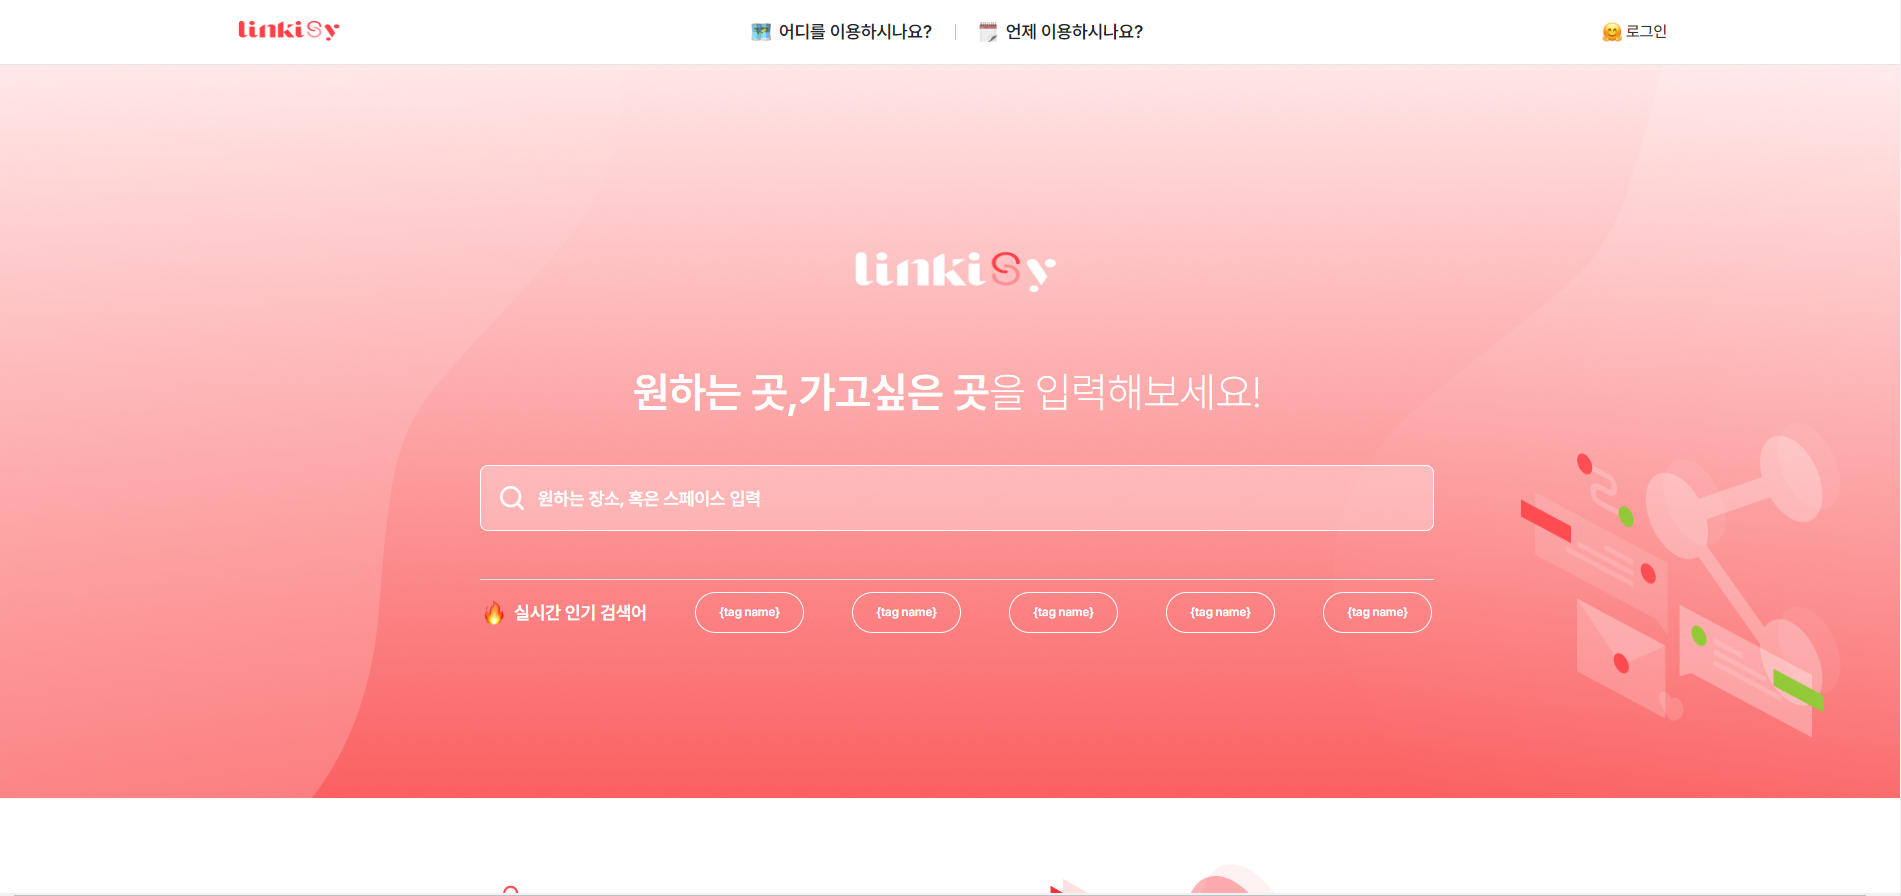 linkisy
어디를 이용하시나요?
언제 이용하시나요?
로그인
linkisy
원하는 곳,가고싶은 곳을 입력해보세요!
원하는 장소, 혹은 스페이스 입력
실시간 인기 검색어
{tag name}
{tag name}
{tag name}
{tag name}
{tag name}